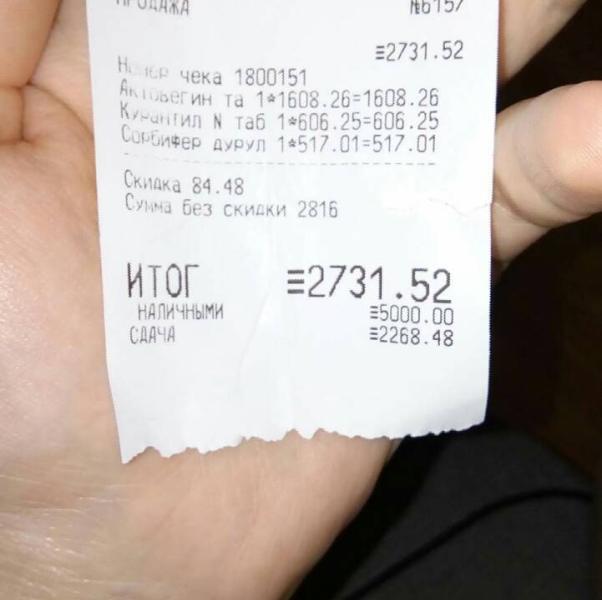 ПРОДАЖА №6157
≡2731.52
Номер чека 1800151
Актовегин та 1*1608.26=1608.26
Курантил N таб 1*606.25=606.25
Сорбифер дурул 1*517.01=517.01
Скидка 84.48
Сумма без скидки 2816
ИТОГ ≡2731.52
НАЛИЧНЫМИ ≡5000.00
СДАЧА ≡2268.48